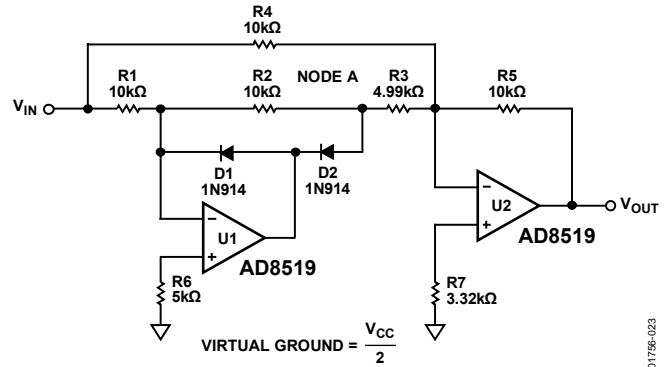 R4
10kΩ
R1
10kΩ
R2
10kΩ
NODE A
R3
4.99kΩ
R5
10kΩ
VIN
D1
1N914
D2
1N914
−
U1
+
AD8519
−
U2
+
AD8519
VOUT
R6
5kΩ
R7
3.32kΩ
VIRTUAL GROUND = VCC
2
01756-023